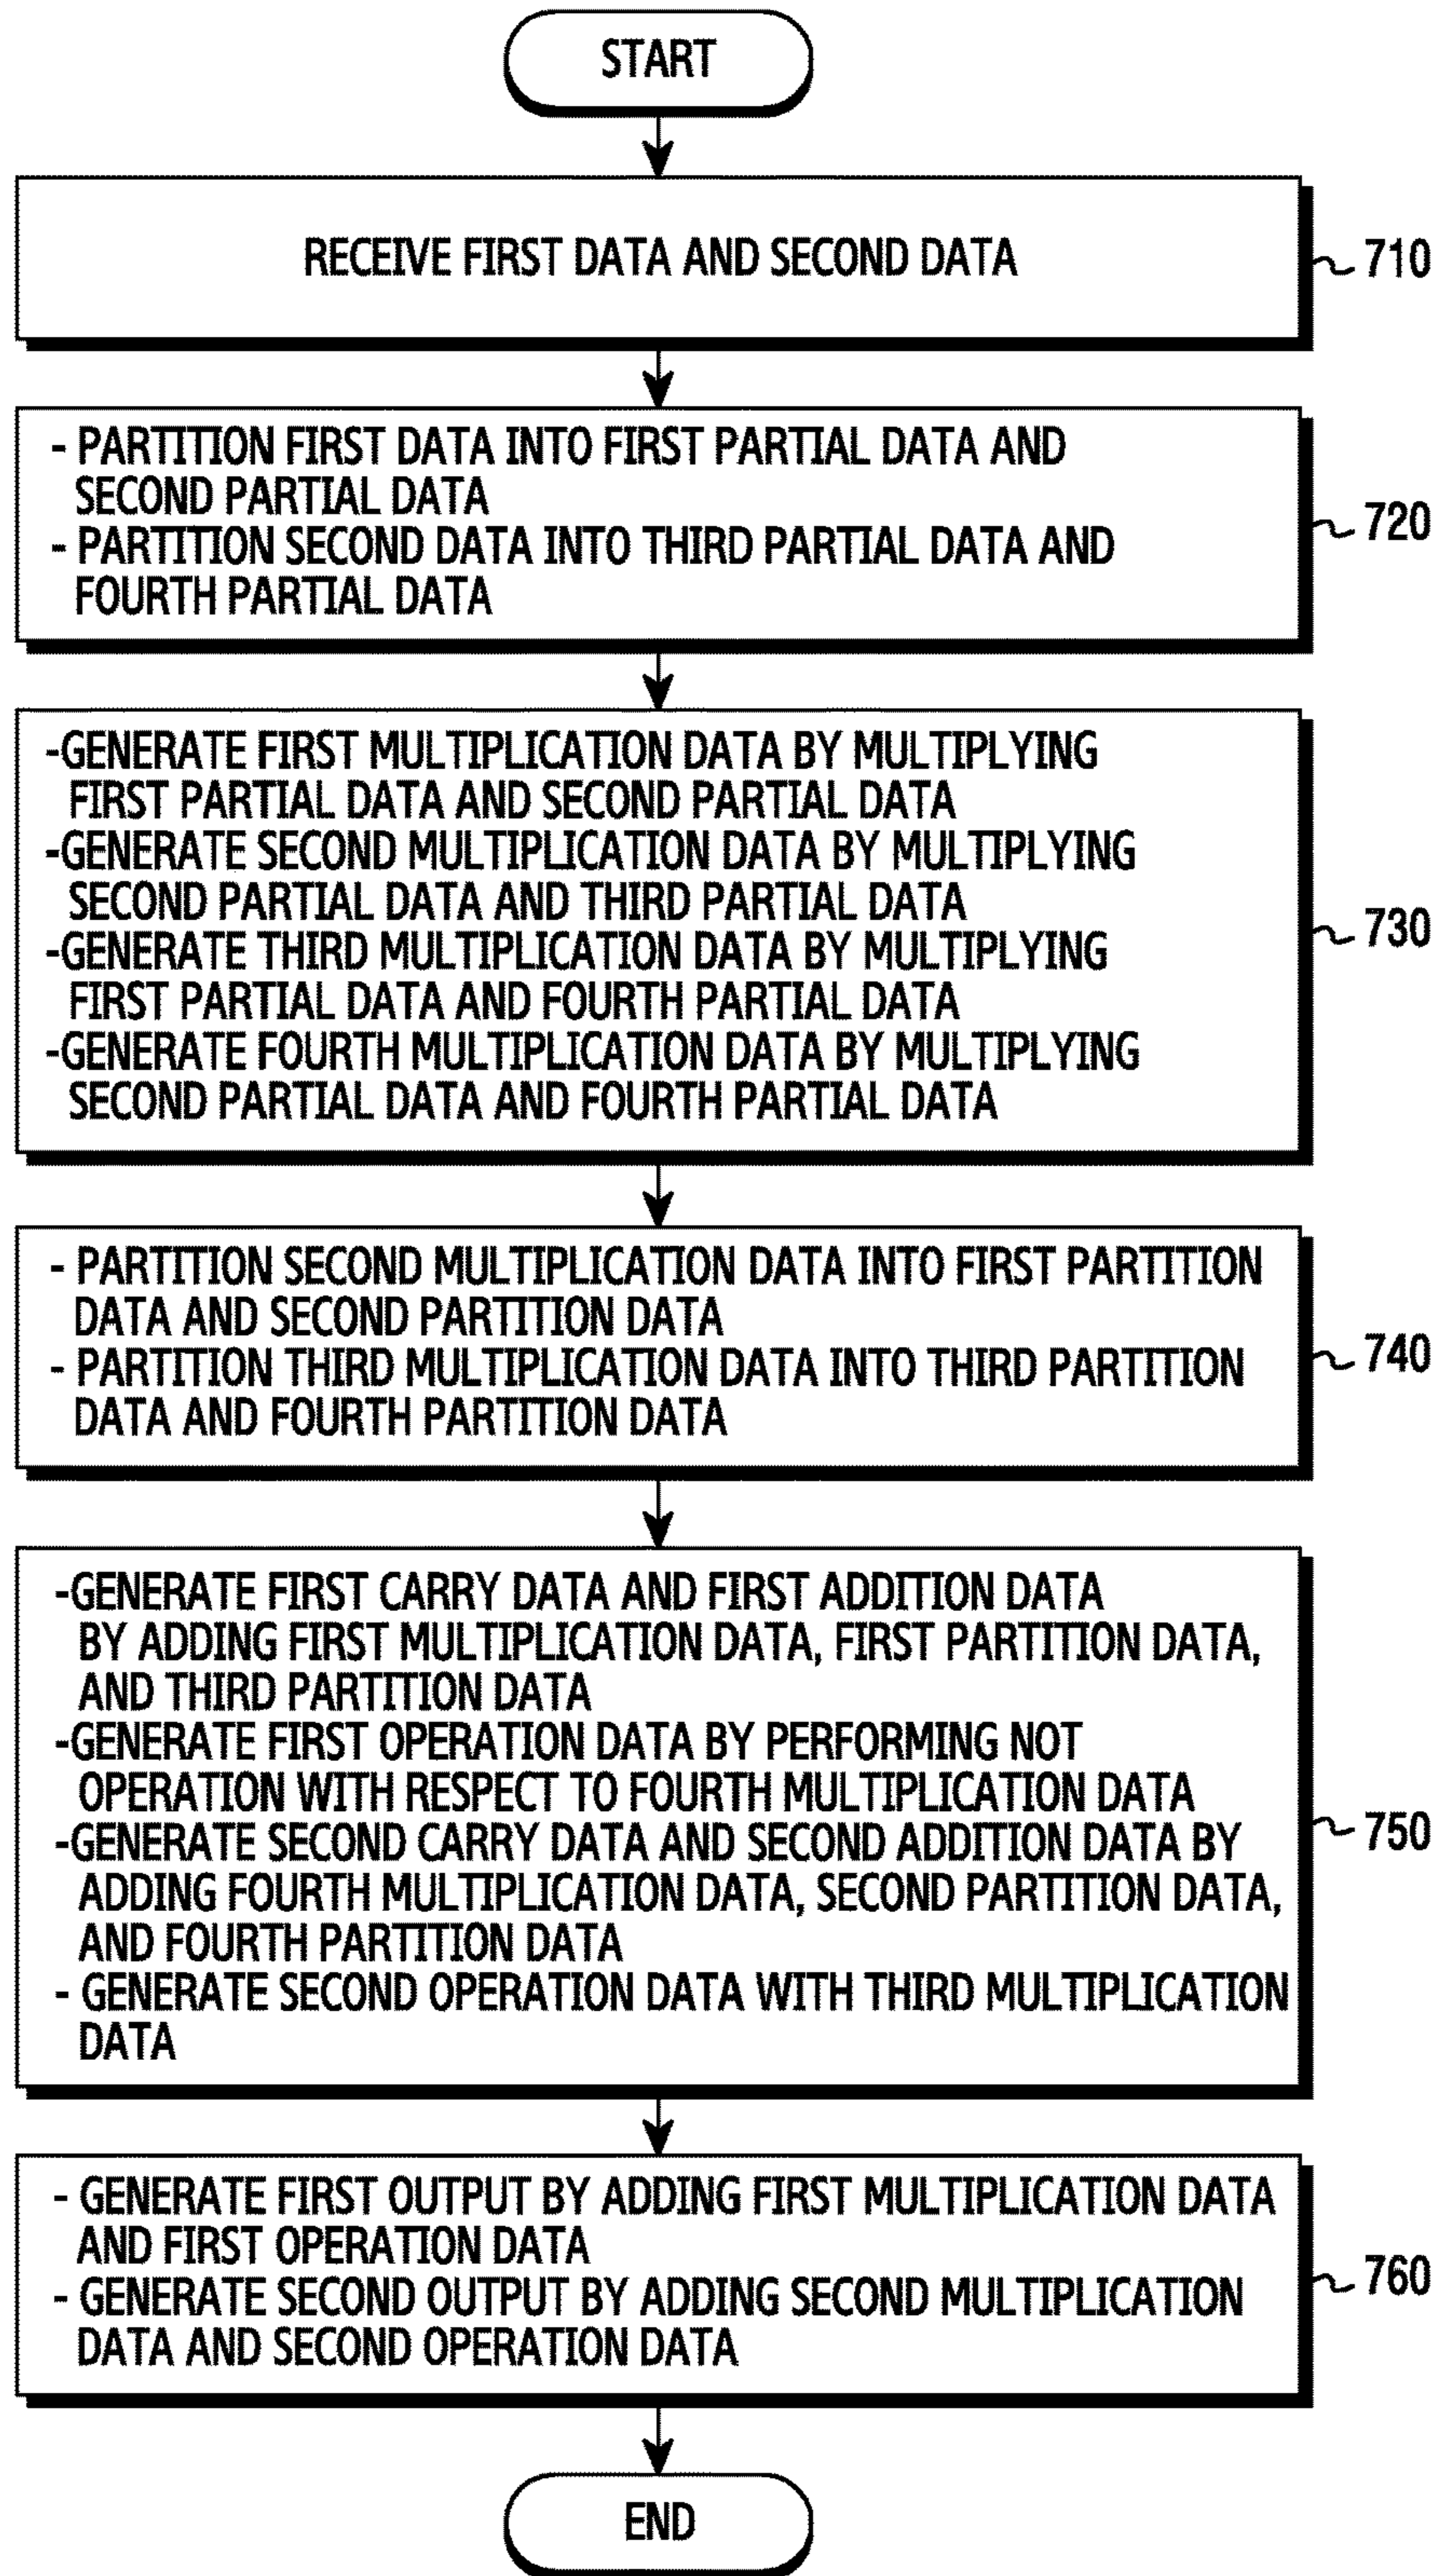 START
RECEIVE FIRST DATA AND SECOND DATA
710
- PARTITION FIRST DATA INTO FIRST PARTIAL DATA AND
SECOND PARTIAL DATA
- PARTITION SECOND DATA INTO THIRD PARTIAL DATA AND
FOURTH PARTIAL DATA
720
-GENERATE FIRST MULTIPLICATION DATA BY MULTIPLYING
FIRST PARTIAL DATA AND SECOND PARTIAL DATA
-GENERATE SECOND MULTIPLICATION DATA BY MULTIPLYING
SECOND PARTIAL DATA AND THIRD PARTIAL DATA
-GENERATE THIRD MULTIPLICATION DATA BY MULTIPLYING
FIRST PARTIAL DATA AND FOURTH PARTIAL DATA
-GENERATE FOURTH MULTIPLICATION DATA BY MULTIPLYING
SECOND PARTIAL DATA AND FOURTH PARTIAL DATA
730
- PARTITION SECOND MULTIPLICATION DATA INTO FIRST PARTITION
DATA AND SECOND PARTITION DATA
- PARTITION THIRD MULTIPLICATION DATA INTO THIRD PARTITION
DATA AND FOURTH PARTITION DATA
740
-GENERATE FIRST CARRY DATA AND FIRST ADDITION DATA
BY ADDING FIRST MULTIPLICATION DATA, FIRST PARTITION DATA,
AND THIRD PARTITION DATA
-GENERATE FIRST OPERATION DATA BY PERFORMING NOT
OPERATION WITH RESPECT TO FOURTH MULTIPLICATION DATA
-GENERATE SECOND CARRY DATA AND SECOND ADDITION DATA BY
ADDING FOURTH MULTIPLICATION DATA, SECOND PARTITION DATA,
AND FOURTH PARTITION DATA
- GENERATE SECOND OPERATION DATA WITH THIRD MULTIPLICATION
DATA
750
- GENERATE FIRST OUTPUT BY ADDING FIRST MULTIPLICATION DATA
AND FIRST OPERATION DATA
- GENERATE SECOND OUTPUT BY ADDING SECOND MULTIPLICATION
DATA AND SECOND OPERATION DATA
760
END